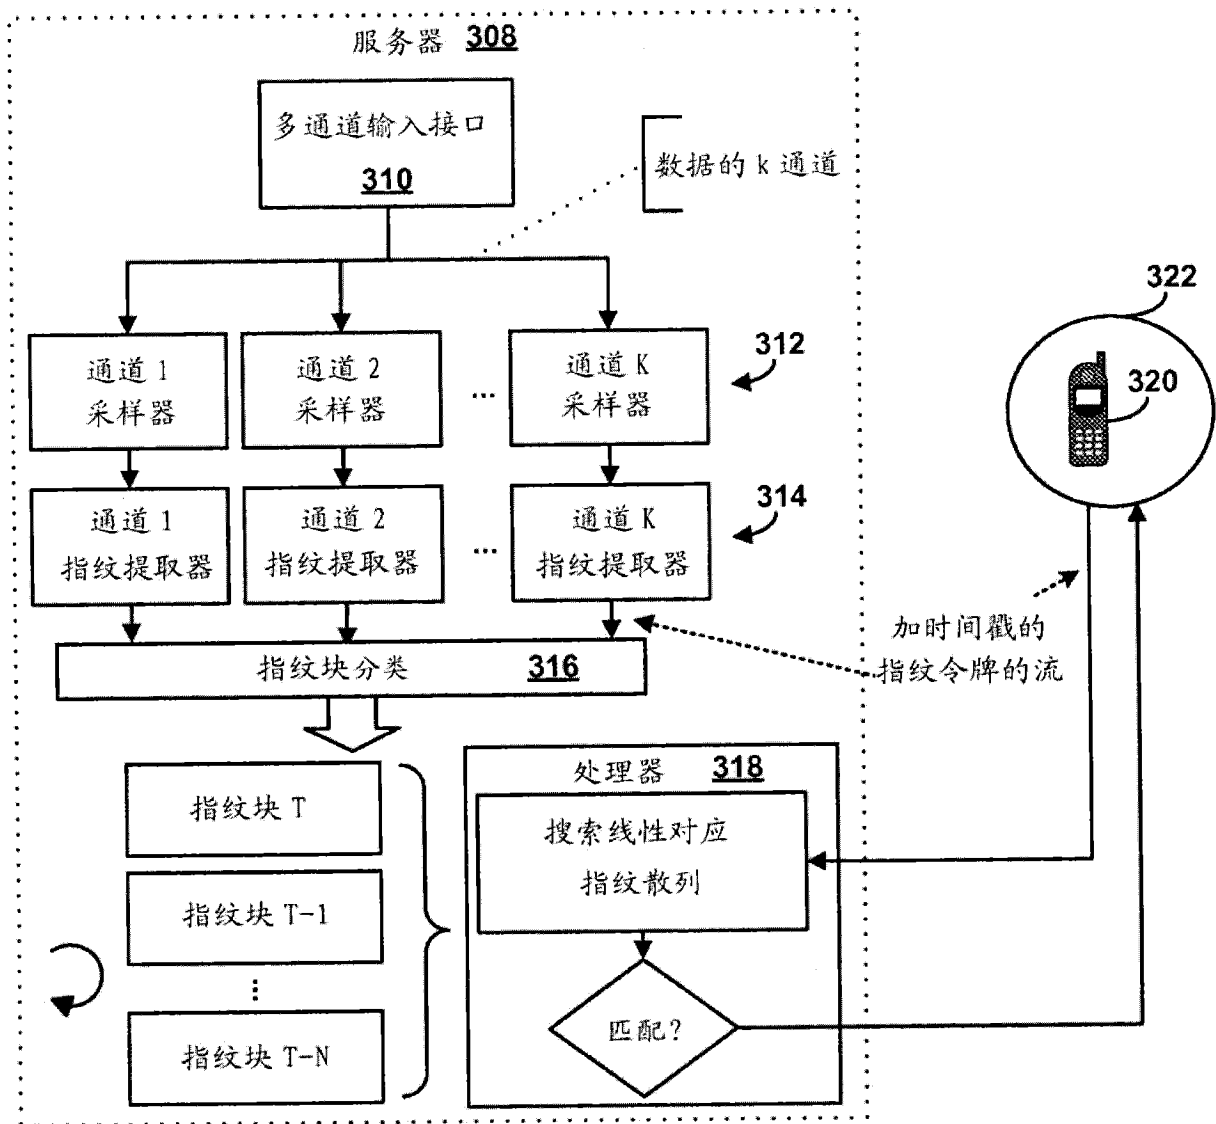 服务器 308
多通道输入接口
310
数据的 k 通道
322
320
通道 1
采样器
通道 2
采样器
...
通道 K
采样器
312
通道 1
指纹提取器
通道 2
指纹提取器
...
通道 K
指纹提取器
314
加时间戳的
指纹令牌的流
指纹块分类 316
指纹块 T
指纹块 T-1
...
指纹块 T-N
处理器 318
搜索线性对应
指纹散列
匹配?